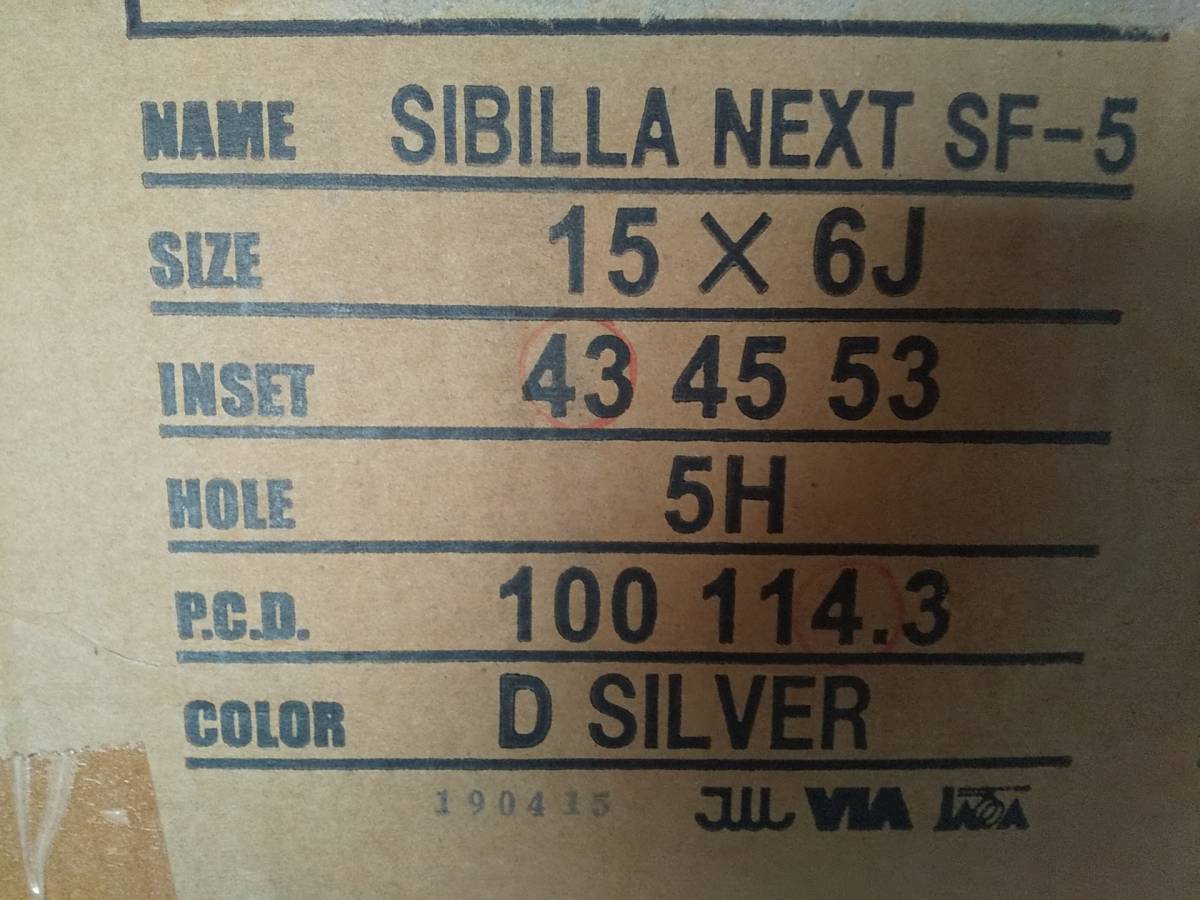 NAME SIBILLA NEXT SF-5
SIZE 15 × 6J
INSET 43 45 53
HOLE 5H
P.C.D. 100 114.3
COLOR D SILVER
190415 JWL VIA